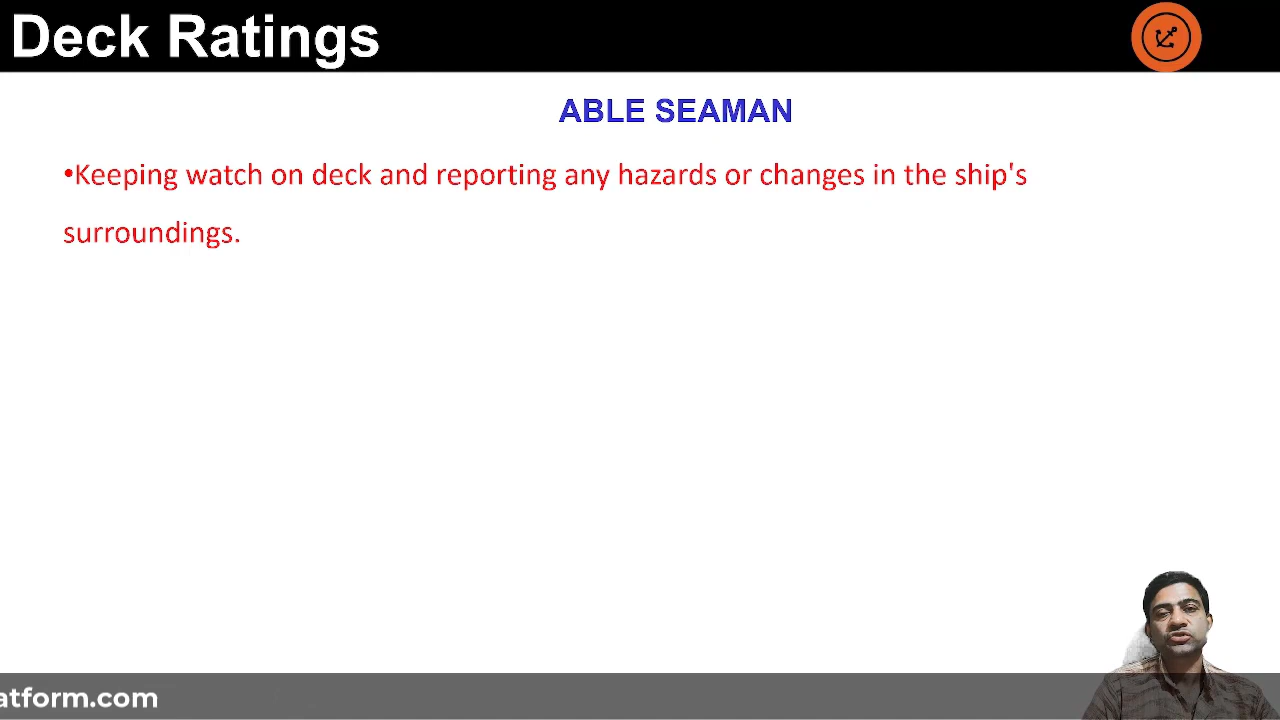 Deck Ratings
ABLE SEAMAN
•Keeping watch on deck and reporting any hazards or changes in the ship's
surroundings.
atform.com